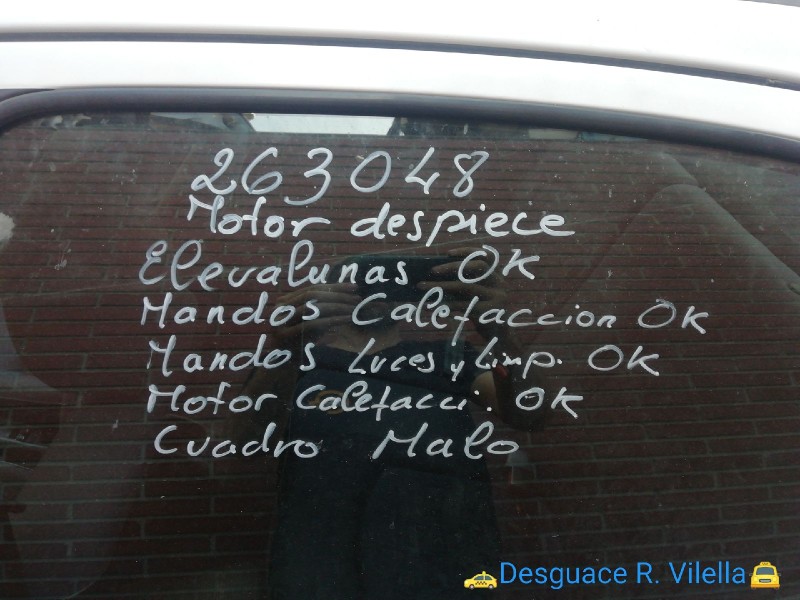 263048
Motor despiece
Elevalunas OK
Mandos Calefaccion OK
Mandos Luces y Limp. OK
Motor Calefacci. OK
Cuadro Malo
Desguace R. Vilella